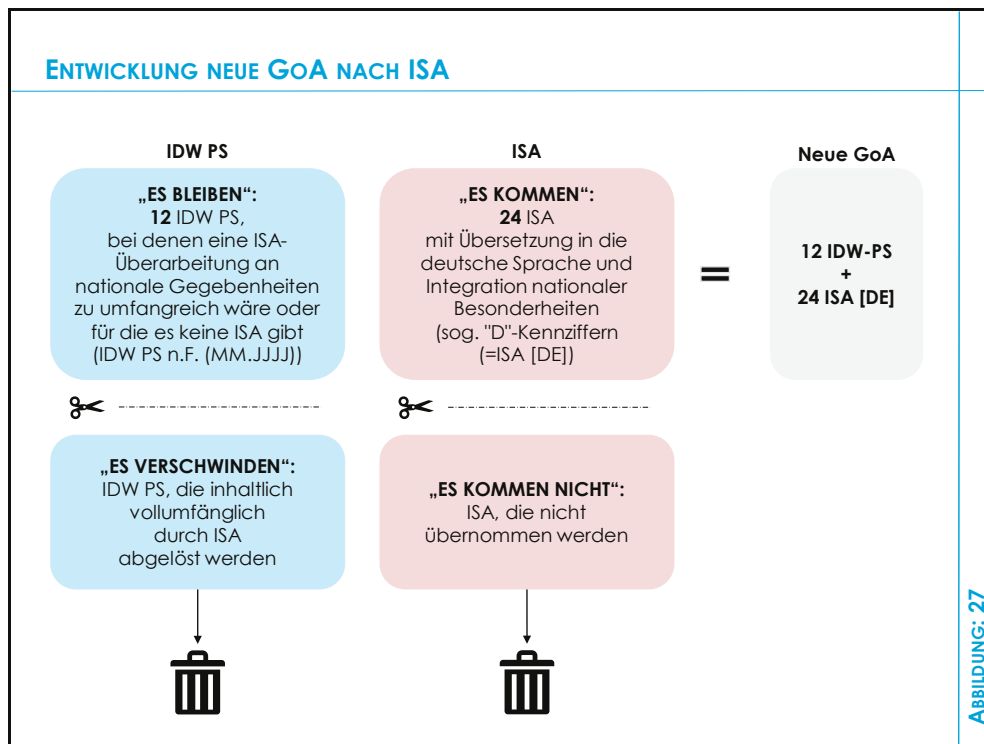 ENTWICKLUNG NEUE GOA NACH ISA
IDW PS
„ES BLEIBEN“:
12 IDW PS,
bei denen eine ISA-
Überarbeitung an
nationale Gegebenheiten
zu umfangreich wäre oder
für die es keine ISA gibt
(IDW PS n.F. (MM.JJJJ))
ISA
„ES KOMMEN“:
24 ISA
mit Übersetzung in die
deutsche Sprache und
Integration nationaler
Besonderheiten
(sog. "D"-Kennziffern
(=ISA [DE])
=
Neue GoA
12 IDW-PS
+
24 ISA [DE]
„ES VERSCHWINDEN“:
IDW PS, die inhaltlich
vollumfänglich
durch ISA
abgelöst werden
„ES KOMMEN NICHT“:
ISA, die nicht
übernommen werden
ABBILDUNG: 27